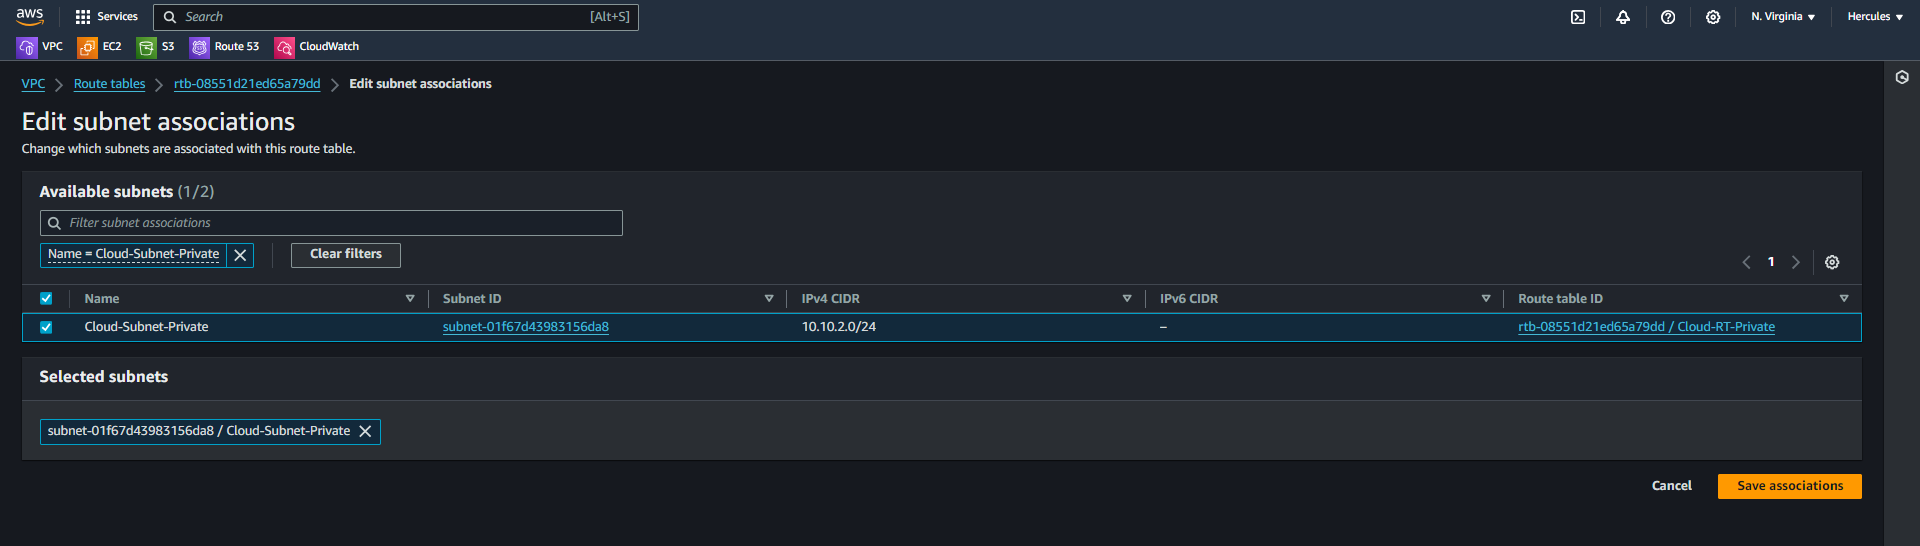 aws Services Search [Alt+S] N. Virginia Hercules
VPC EC2 S3 Route 53 CloudWatch
VPC Route tables rtb-08551d21ed65a79dd Edit subnet associations
Edit subnet associations
Change which subnets are associated with this route table.
Available subnets (1/2)
Filter subnet associations
Name = Cloud-Subnet-Private Clear filters
1
Name Subnet ID IPv4 CIDR IPv6 CIDR Route table ID
Cloud-Subnet-Private subnet-01f67d43983156da8 10.10.2.0/24 – rtb-08551d21ed65a79dd / Cloud-RT-Private
Selected subnets
subnet-01f67d43983156da8 / Cloud-Subnet-Private
Cancel Save associations